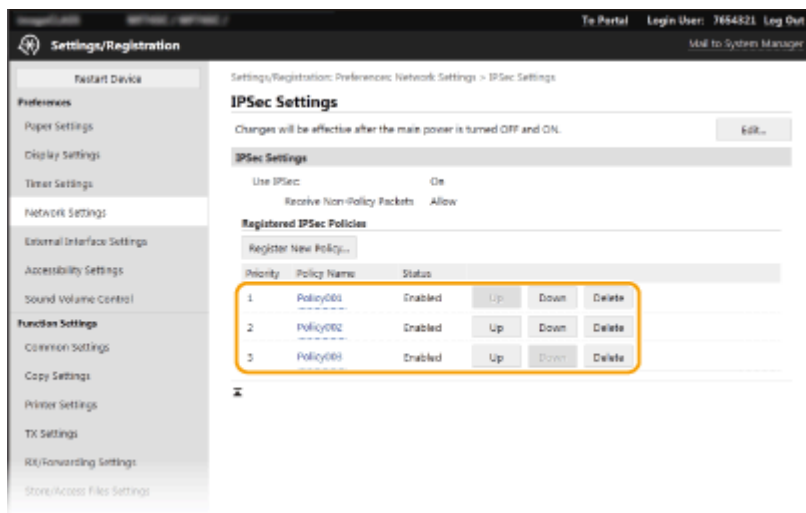 To Portal Login User: 7654321 Log Out
Settings/Registration
Mail to System Manager
Restart Device
Preferences
Paper Settings
Display Settings
Timer Settings
Network Settings
External Interface Settings
Accessibility Settings
Sound Volume Control
Function Settings
Common Settings
Copy Settings
Printer Settings
TX Settings
RX/Forwarding Settings
Store/Access Files Settings
Settings/Registration: Preferences: Network Settings > IPSec Settings
IPSec Settings
Changes will be effective after the main power is turned OFF and ON.
Edit...
IPSec Settings
Use IPSec: On
Receive Non-Policy Packets Allow
Registered IPSec Policies
Register New Policy...
Priority Policy Name Status
1 Policy001 Enabled Up Down Delete
2 Policy002 Enabled Up Down Delete
3 Policy003 Enabled Up Down Delete